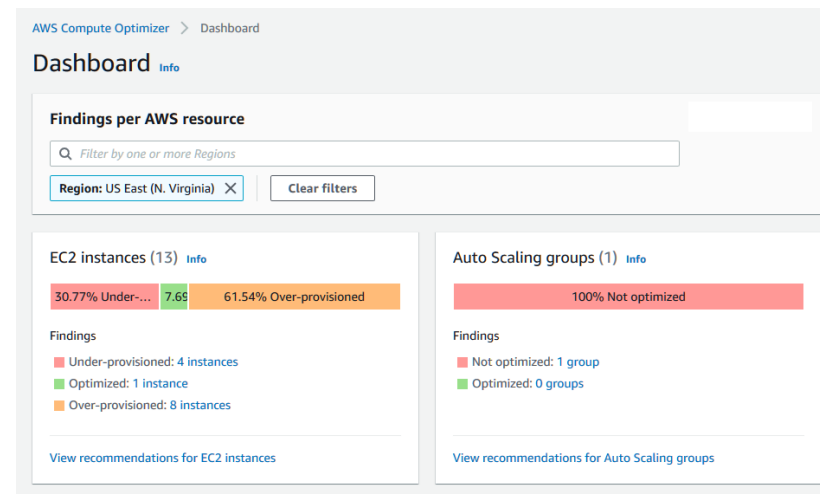 AWS Compute Optimizer > Dashboard
Dashboard Info
Findings per AWS resource
Filter by one or more Regions
Region: US East (N. Virginia) Clear filters
EC2 instances (13) Info
30.77% Under-... 7.69 61.54% Over-provisioned
Findings
Under-provisioned: 4 instances
Optimized: 1 instance
Over-provisioned: 8 instances
View recommendations for EC2 instances
Auto Scaling groups (1) Info
100% Not optimized
Findings
Not optimized: 1 group
Optimized: 0 groups
View recommendations for Auto Scaling groups